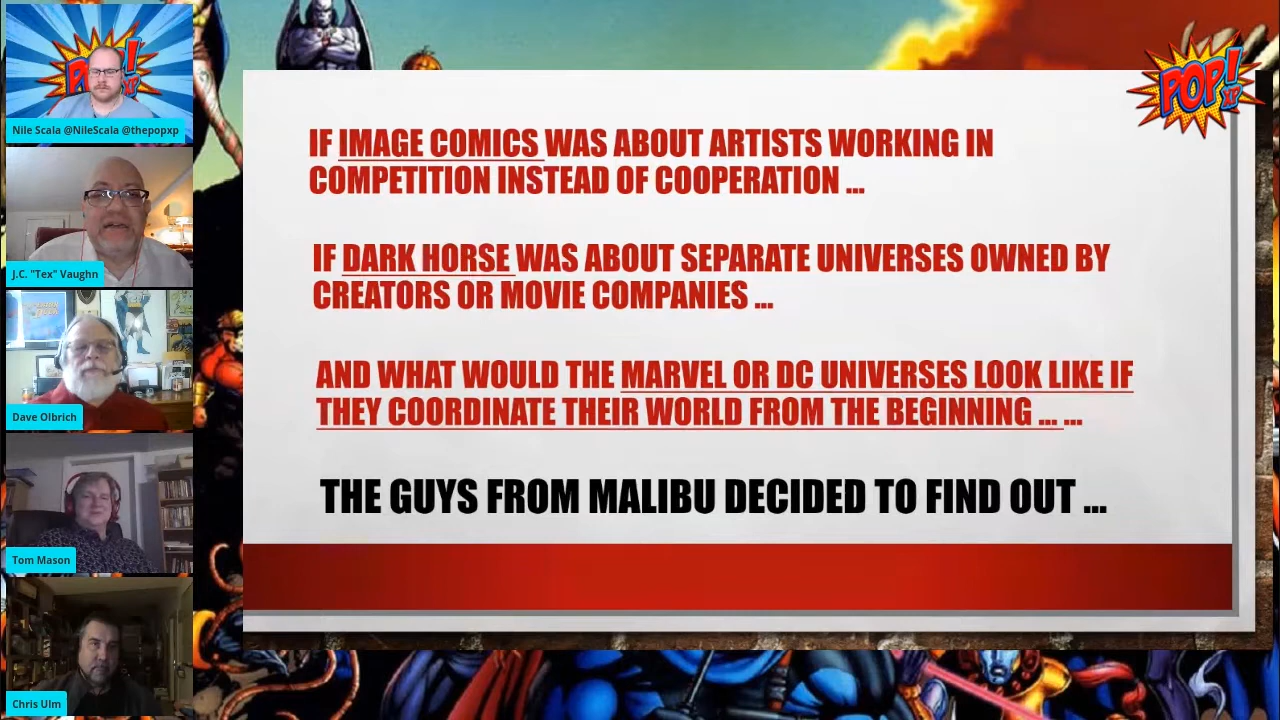 Nile Scala @NileScala @thepopxp
J.C. "Tex" Vaughn
Dave Olbrich
Tom Mason
Chris Ulm
POP!
XP
IF IMAGE COMICS WAS ABOUT ARTISTS WORKING IN
COMPETITION INSTEAD OF COOPERATION ...
IF DARK HORSE WAS ABOUT SEPARATE UNIVERSES OWNED BY
CREATORS OR MOVIE COMPANIES ...
AND WHAT WOULD THE MARVEL OR DC UNIVERSES LOOK LIKE IF
THEY COORDINATE THEIR WORLD FROM THE BEGINNING ... ...
THE GUYS FROM MALIBU DECIDED TO FIND OUT ...